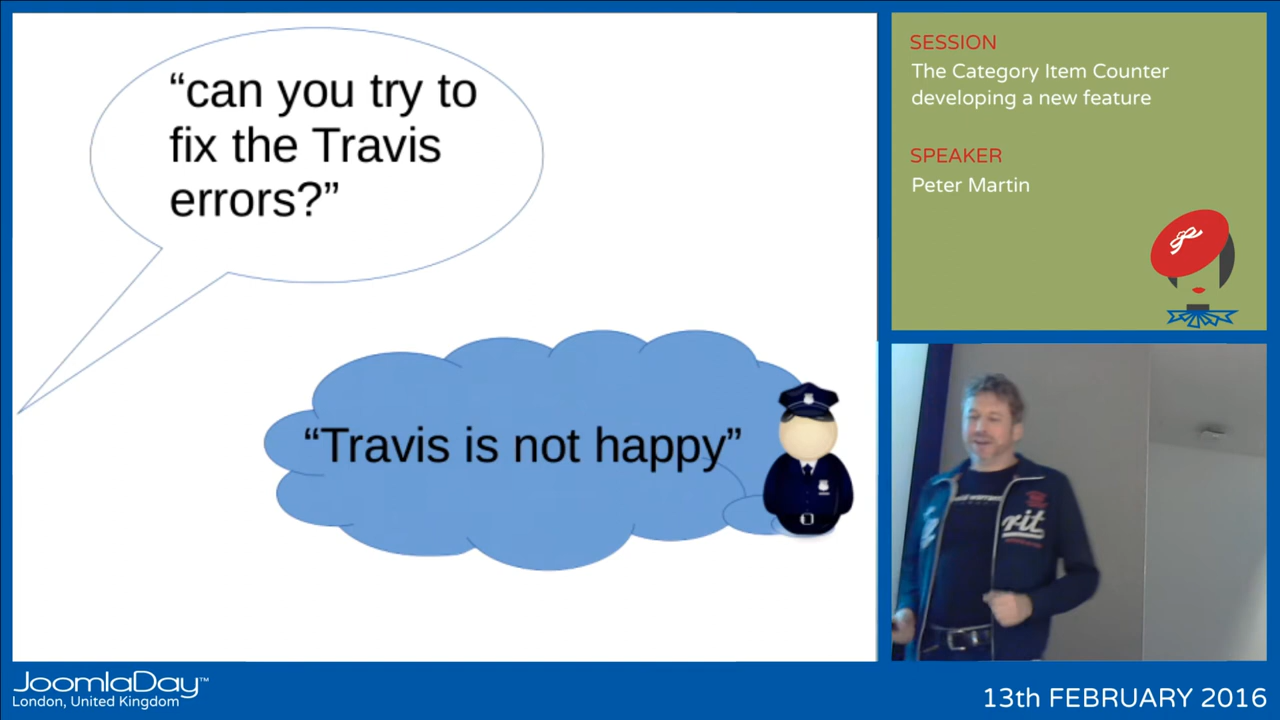 “can you try to
fix the Travis
errors?”
“Travis is not happy”
SESSION
The Category Item Counter
developing a new feature
SPEAKER
Peter Martin
JoomlaDay™
London, United Kingdom
13th FEBRUARY 2016